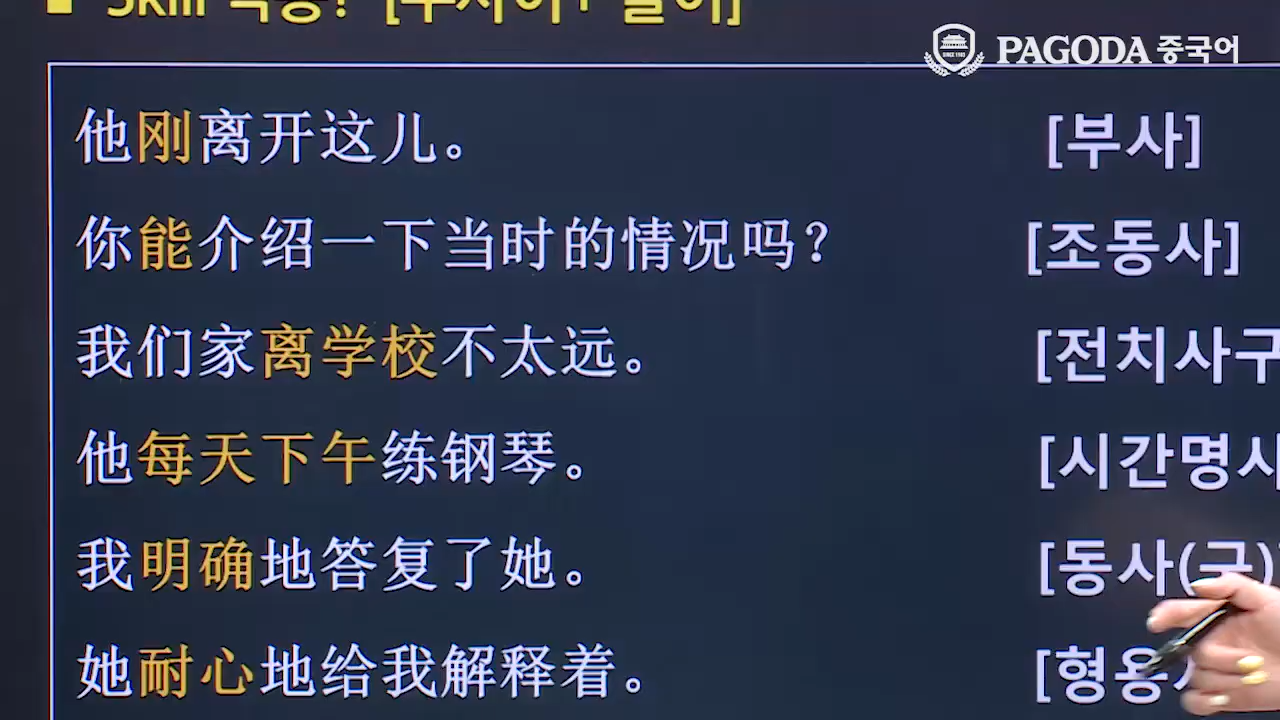 PAGODA 중국어
他刚离开这儿。 [부사]
你能介绍一下当时的情况吗？ [조동사]
我们家离学校不太远。 [전치사구
他每天下午练钢琴。 [시간명사
我明确地答复了她。 [동사(구)
她耐心地给我解释着。 [형용